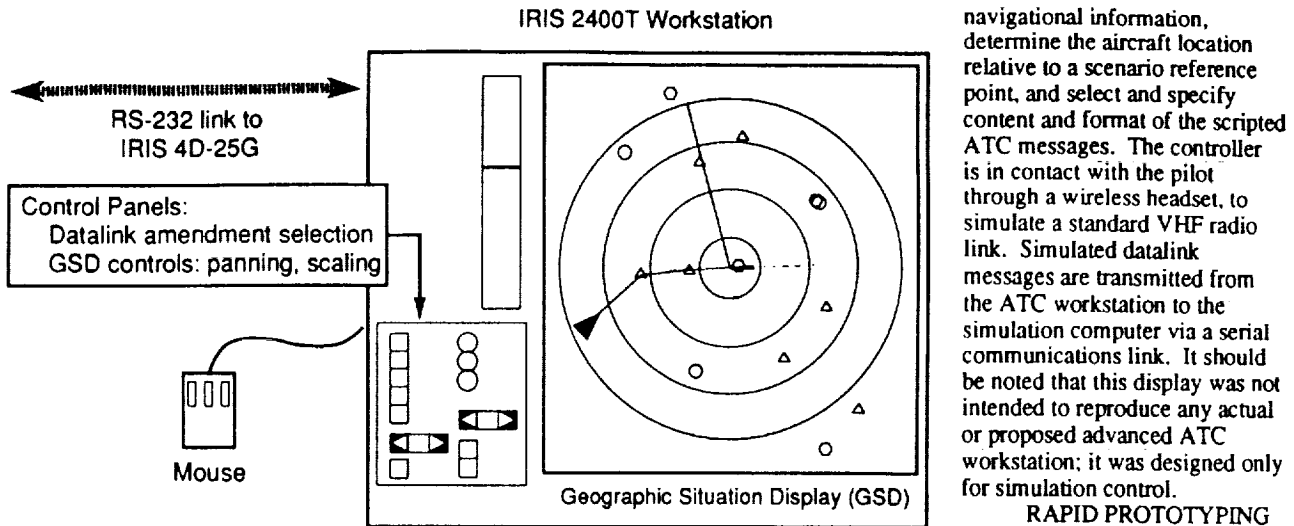 IRIS 2400T Workstation
RS-232 link to
IRIS 4D-25G
Control Panels:
Datalink amendment selection
GSD controls: panning, scaling
Mouse
Geographic Situation Display (GSD)
navigational information,
determine the aircraft location
relative to a scenario reference
point, and select and specify
content and format of the scripted
ATC messages. The controller
is in contact with the pilot
through a wireless headset, to
simulate a standard VHF radio
link. Simulated datalink
messages are transmitted from
the ATC workstation to the
simulation computer via a serial
communications link. It should
be noted that this display was not
intended to reproduce any actual
or proposed advanced ATC
workstation; it was designed only
for simulation control.
RAPID PROTOTYPING